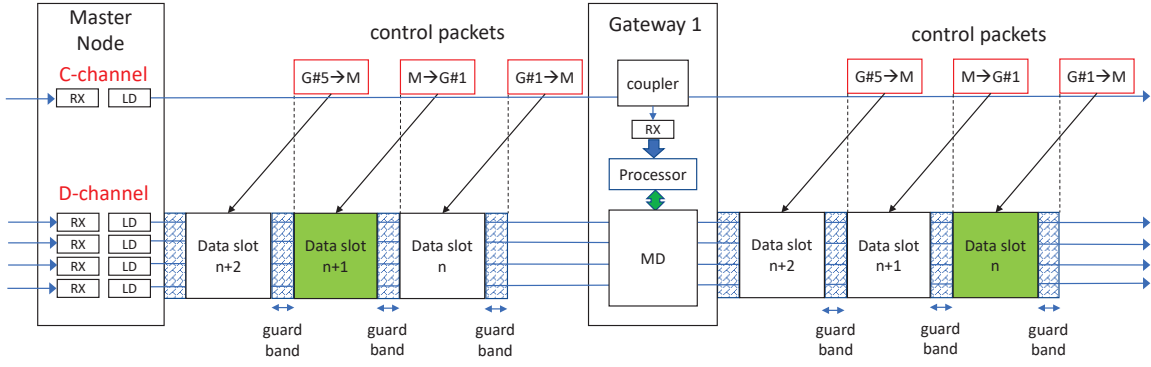 Master
Node
C-channel
RX
LD
D-channel
RX
LD
RX
LD
RX
LD
RX
LD
control packets
G#5→M
M→G#1
G#1→M
Data slot
n+2
Data slot
n+1
Data slot
n
guard
band
guard
band
guard
band
Gateway 1
coupler
RX
Processor
MD
control packets
G#5→M
M→G#1
G#1→M
Data slot
n+2
Data slot
n+1
Data slot
n
guard
band
guard
band
guard
band